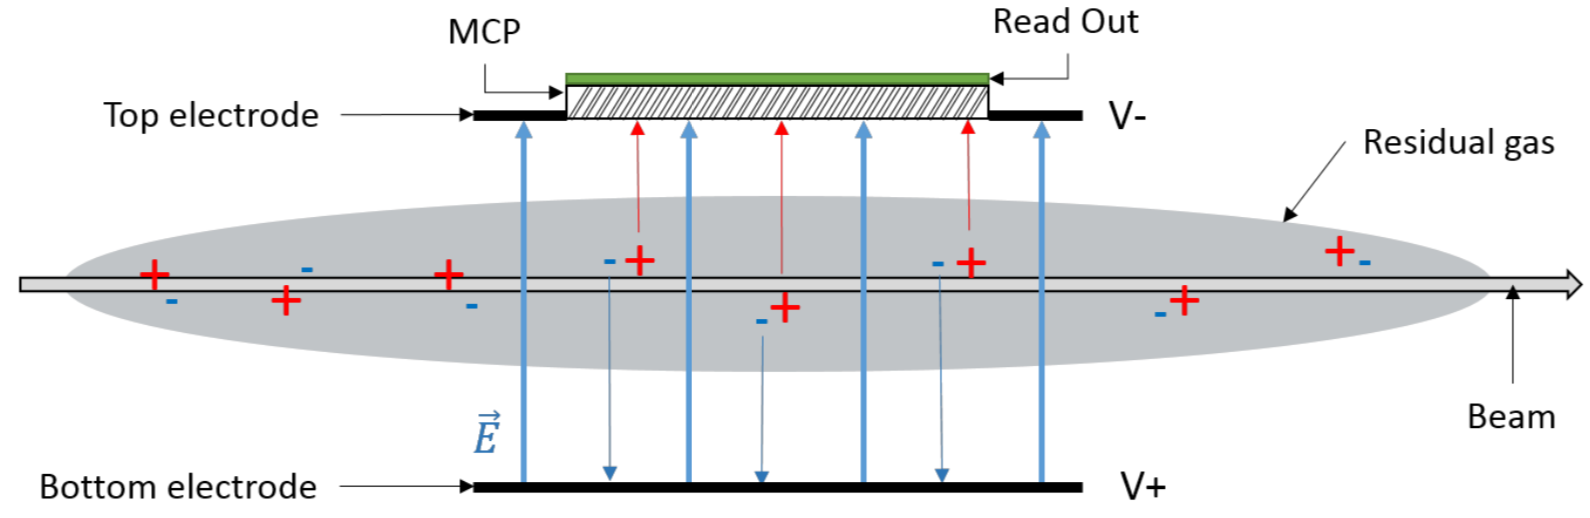 MCP
Read Out
Top electrode
V-
Residual gas
+
-
+
-
+
-
-
+
-
+
-
+
-
+
+
-
E⃗
Beam
Bottom electrode
V+